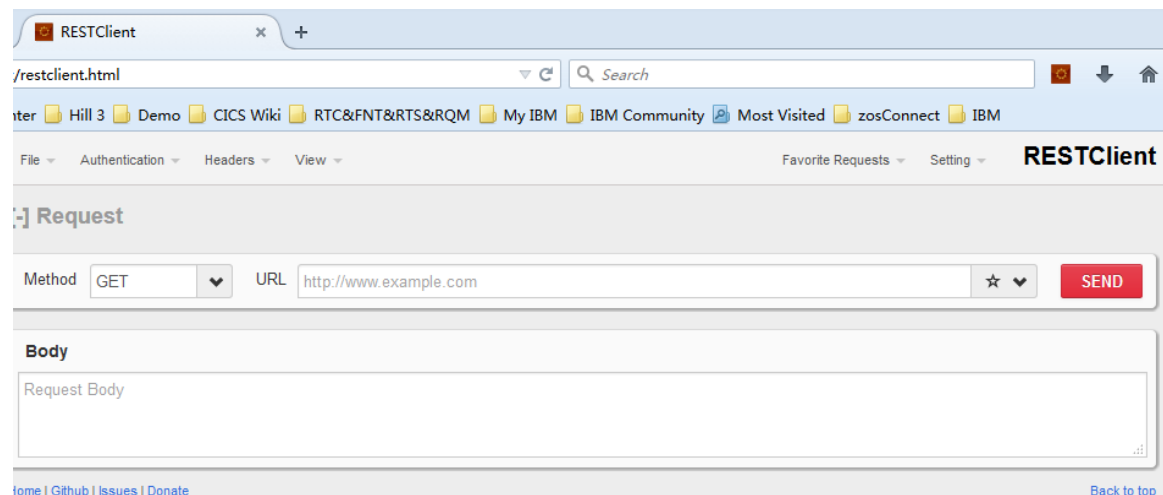 RESTClient
/restclient.html Search
nter Hill 3 Demo CICS Wiki RTC&FNT&RTS&RQM My IBM IBM Community Most Visited zosConnect IBM
File Authentication Headers View Favorite Requests Setting RESTClient
[-] Request
Method GET URL http://www.example.com SEND
Body
Request Body
Home | Github | Issues | Donate Back to top